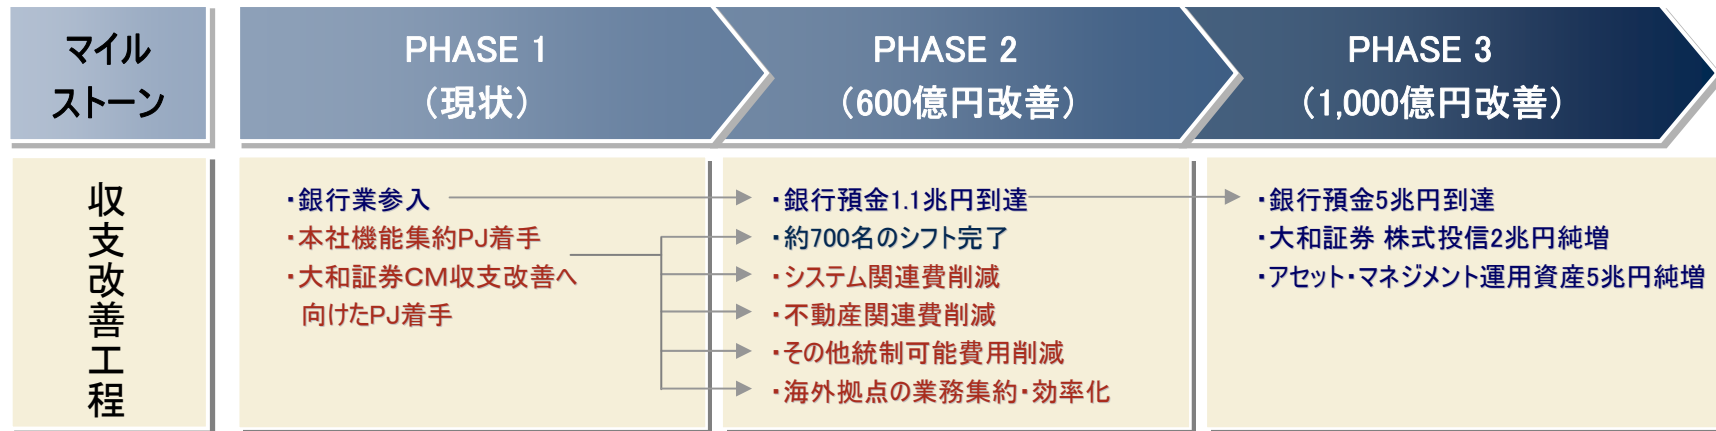 マイル
ストーン
PHASE 1
（現状）
PHASE 2
（600億円改善）
PHASE 3
（1,000億円改善）
収支改善工程
・銀行業参入
・本社機能集約PJ着手
・大和証券CM収支改善へ
向けたPJ着手
・銀行預金1.1兆円到達
・約700名のシフト完了
・システム関連費削減
・不動産関連費削減
・その他統制可能費用削減
・海外拠点の業務集約・効率化
・銀行預金5兆円到達
・大和証券 株式投信2兆円純増
・アセット・マネジメント運用資産5兆円純増